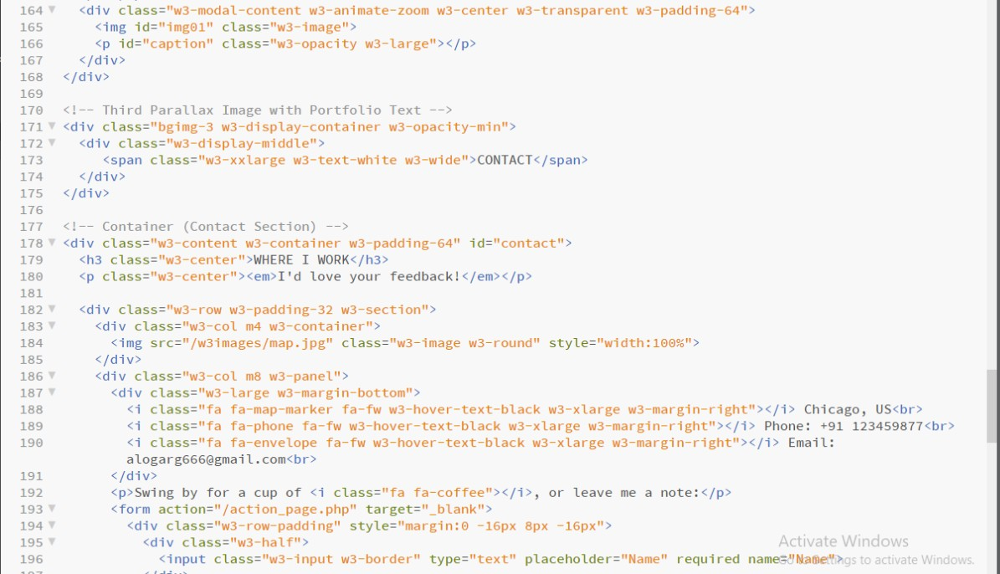 164 <div class="w3-modal-content w3-animate-zoom w3-center w3-transparent w3-padding-64">
165 <img id="img01" class="w3-image">
166 <p id="caption" class="w3-opacity w3-large"></p>
167 </div>
168 </div>
169
170 <!-- Third Parallax Image with Portfolio Text -->
171 <div class="bgimg-3 w3-display-container w3-opacity-min">
172 <div class="w3-display-middle">
173 <span class="w3-xxlarge w3-text-white w3-wide">CONTACT</span>
174 </div>
175 </div>
176
177 <!-- Container (Contact Section) -->
178 <div class="w3-content w3-container w3-padding-64" id="contact">
179 <h3 class="w3-center">WHERE I WORK</h3>
180 <p class="w3-center"><em>I'd love your feedback!</em></p>
181
182 <div class="w3-row w3-padding-32 w3-section">
183 <div class="w3-col m4 w3-container">
184 <img src="/w3images/map.jpg" class="w3-image w3-round" style="width:100%">
185 </div>
186 <div class="w3-col m8 w3-panel">
187 <div class="w3-large w3-margin-bottom">
188 <i class="fa fa-map-marker fa-fw w3-hover-text-black w3-xlarge w3-margin-right"></i> Chicago, US<br>
189 <i class="fa fa-phone fa-fw w3-hover-text-black w3-xlarge w3-margin-right"></i> Phone: +91 123459877<br>
190 <i class="fa fa-envelope fa-fw w3-hover-text-black w3-xlarge w3-margin-right"></i> Email:
alogarg666@gmail.com<br>
191 </div>
192 <p>Swing by for a cup of <i class="fa fa-coffee"></i>, or leave me a note:</p>
193 <form action="/action_page.php" target="_blank">
194 <div class="w3-row-padding" style="margin:0 -16px 8px -16px">
195 <div class="w3-half">
196 <input class="w3-input w3-border" type="text" placeholder="Name" required name="Name">
Activate Windows
Go to Settings to activate Windows.